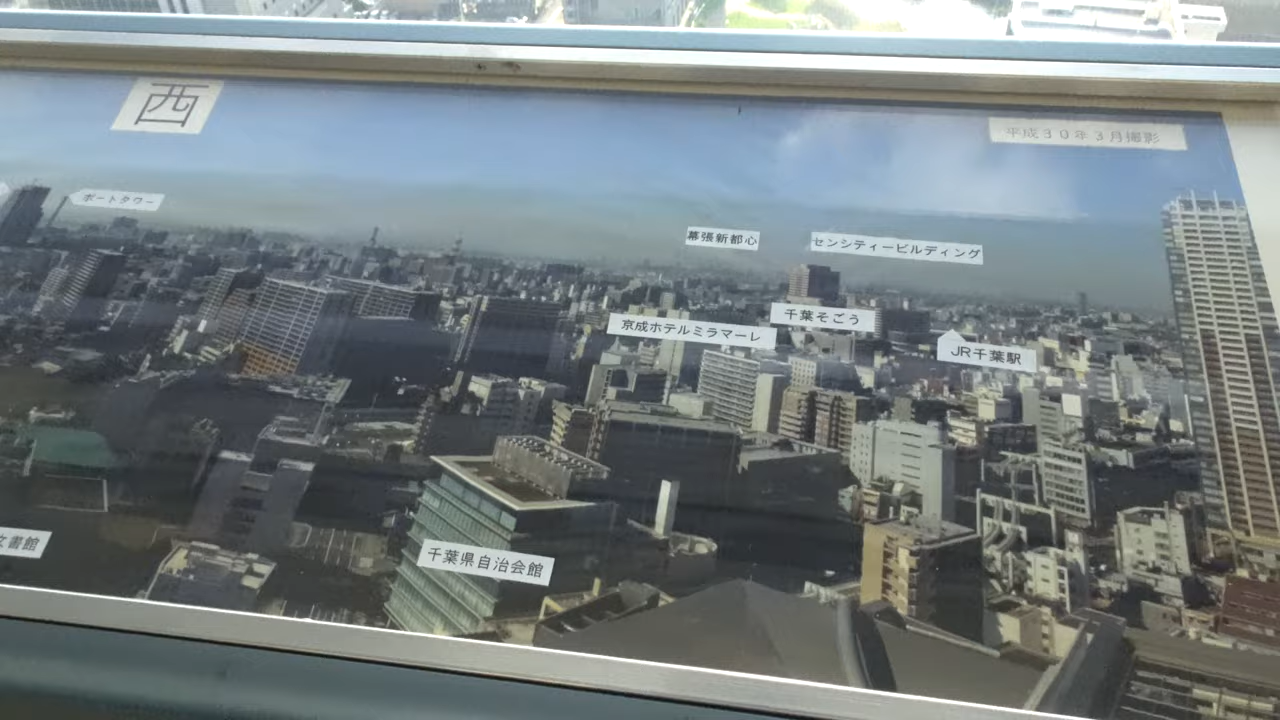 西
平成30年3月撮影
ポートタワー
幕張新都心
センシティービルディング
京成ホテルミラマーレ
千葉そごう
JR千葉駅
文書館
千葉県自治会館